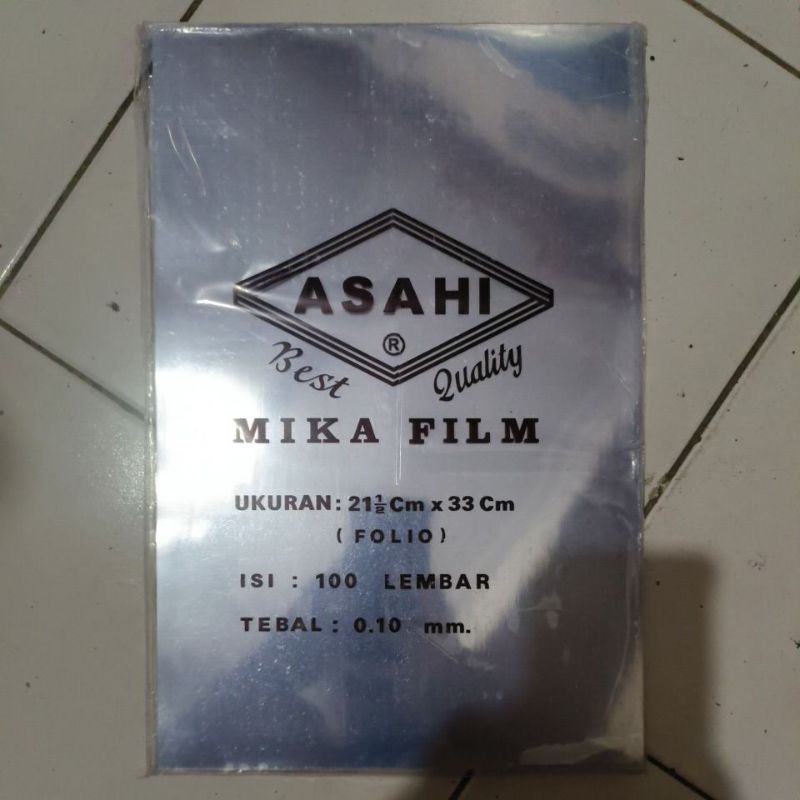 ASAHI
®
Best Quality
MIKA FILM
UKURAN: 21½ Cm x 33 Cm
( FOLIO )
ISI : 100 LEMBAR
TEBAL : 0.10 mm.